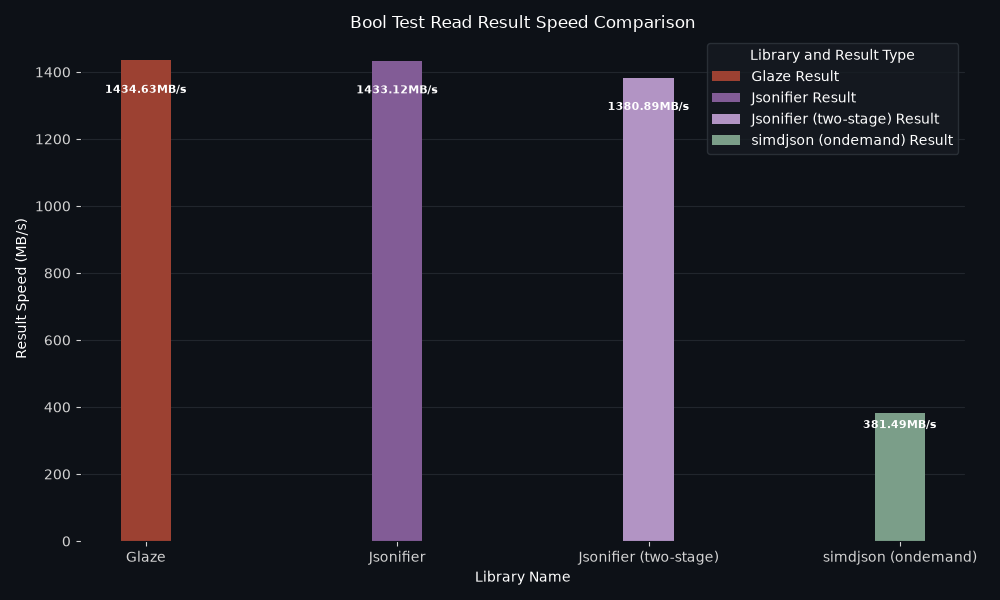 Bool Test Read Result Speed Comparison
Library and Result Type
Glaze Result
Jsonifier Result
Jsonifier (two-stage) Result
simdjson (ondemand) Result
Result Speed (MB/s)
1400
1200
1000
800
600
400
200
0
1434.63MB/s
1433.12MB/s
1380.89MB/s
381.49MB/s
Glaze
Jsonifier
Jsonifier (two-stage)
simdjson (ondemand)
Library Name